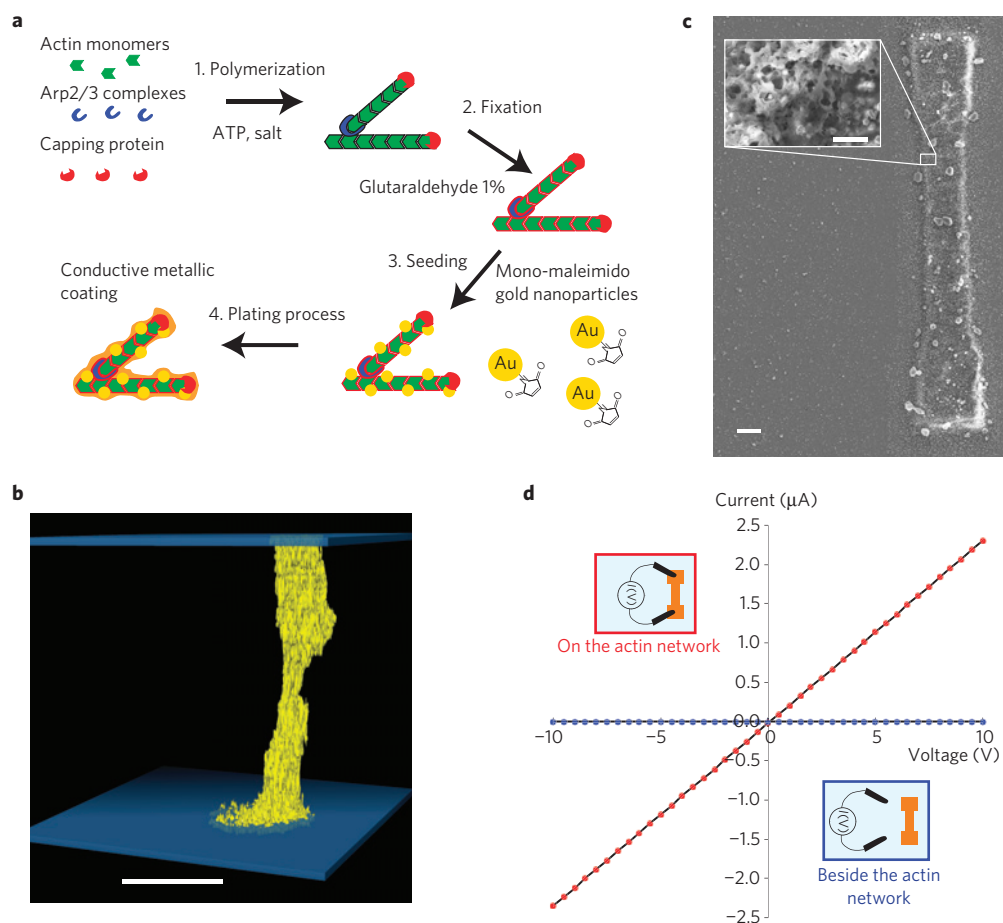 a
Actin monomers
Arp2/3 complexes
Capping protein
1. Polymerization
ATP, salt
2. Fixation
Glutaraldehyde 1%
3. Seeding
Mono-maleimido
gold nanoparticles
Au
O
O
Au
O
O
Au
O
O
4. Plating process
Conductive metallic
coating
b
c
d
Current (μA)
2.5
2.0
1.5
1.0
0.5
0.0
−0.5
−1.0
−1.5
−2.0
−2.5
−10
−5
0
5
10
Voltage (V)
I(V)
On the actin network
I(V)
Beside the actin
network